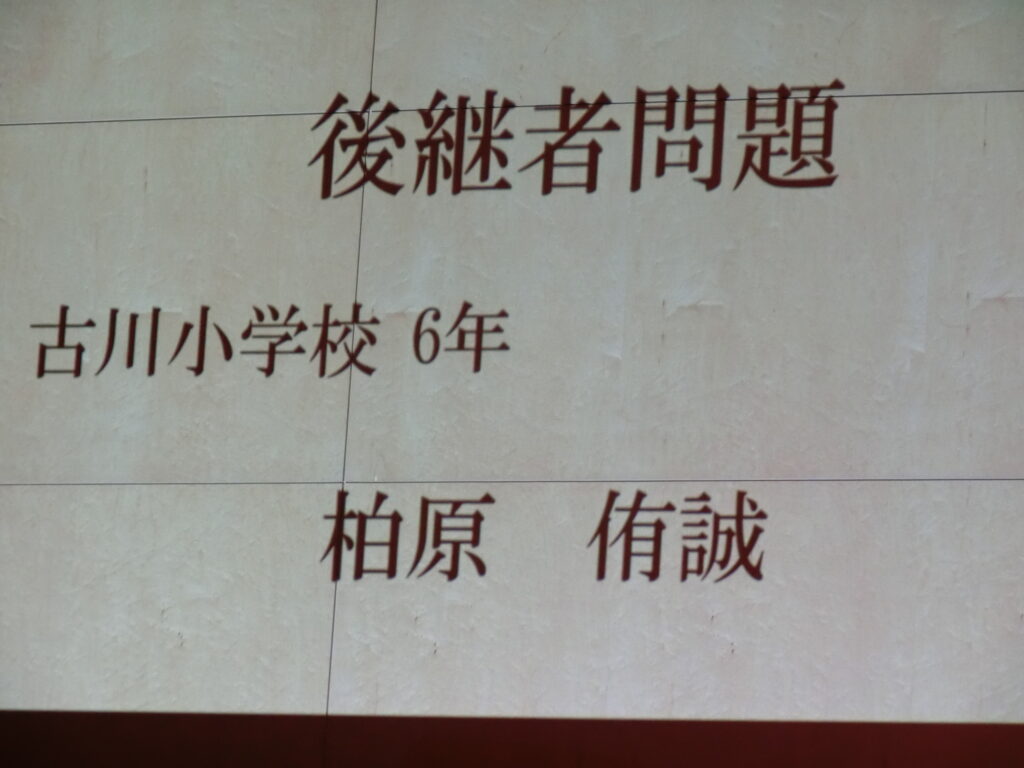 後継者問題
古川小学校 6年
柏原　侑誠